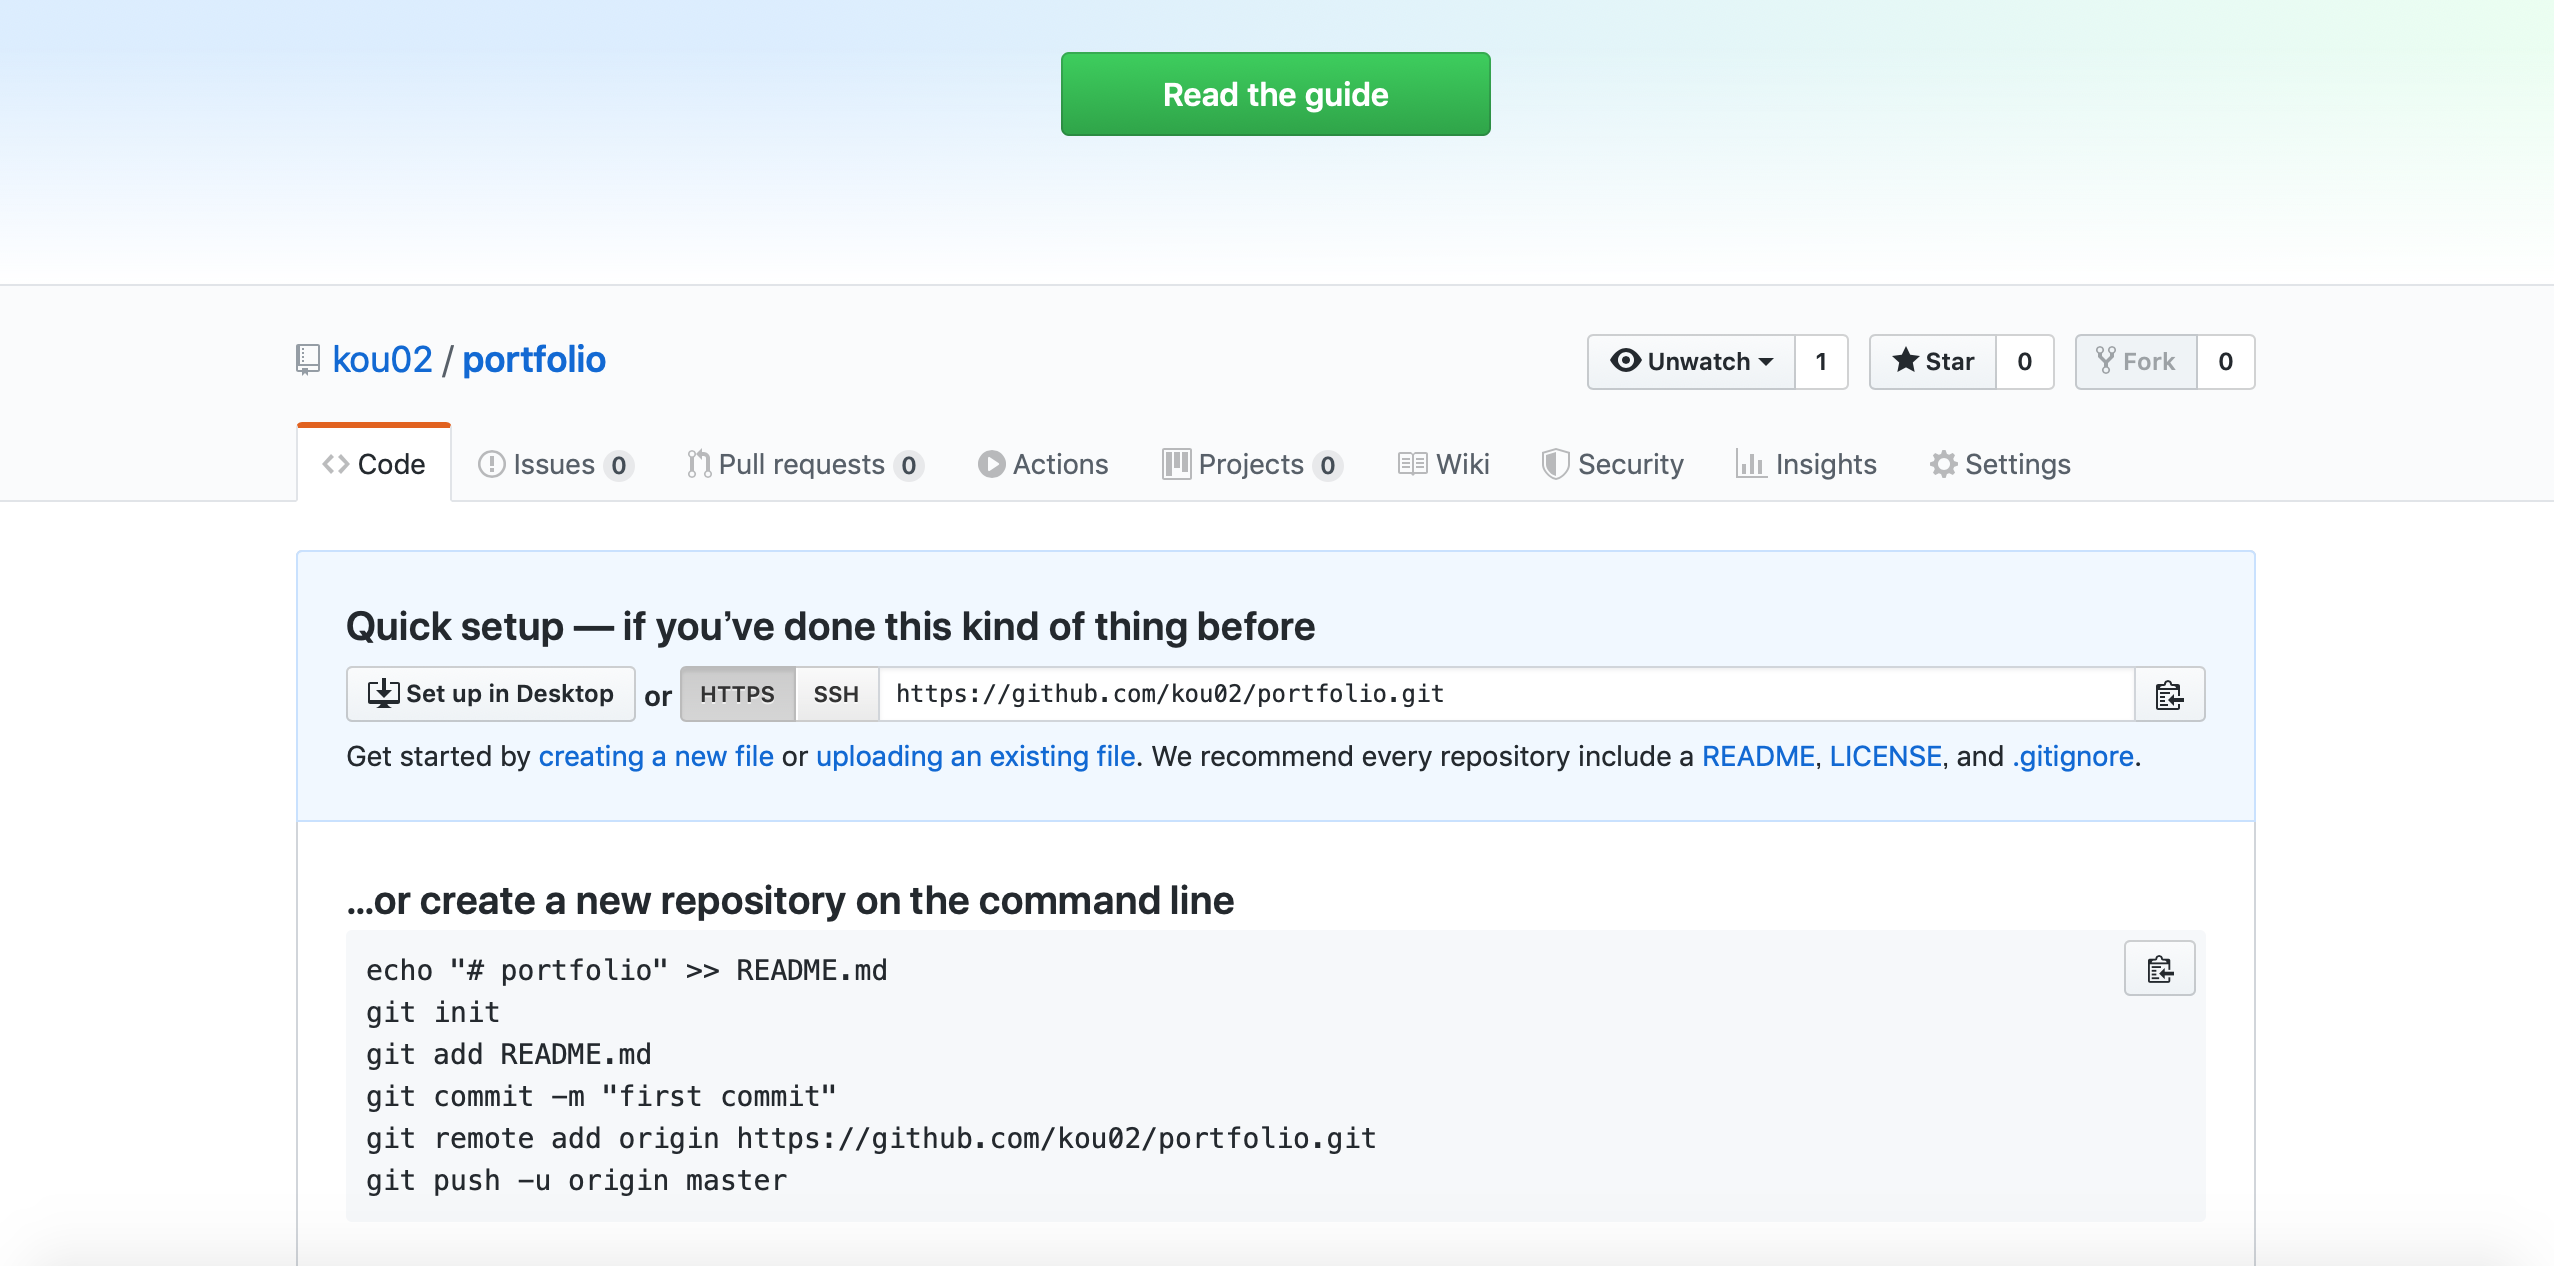 Read the guide
kou02 / portfolio
Unwatch 1 Star 0 Fork 0
Code Issues 0 Pull requests 0 Actions Projects 0 Wiki Security Insights Settings
Quick setup — if you’ve done this kind of thing before
Set up in Desktop or HTTPS SSH https://github.com/kou02/portfolio.git
Get started by creating a new file or uploading an existing file. We recommend every repository include a README, LICENSE, and .gitignore.
…or create a new repository on the command line
echo "# portfolio" >> README.md
git init
git add README.md
git commit -m "first commit"
git remote add origin https://github.com/kou02/portfolio.git
git push -u origin master